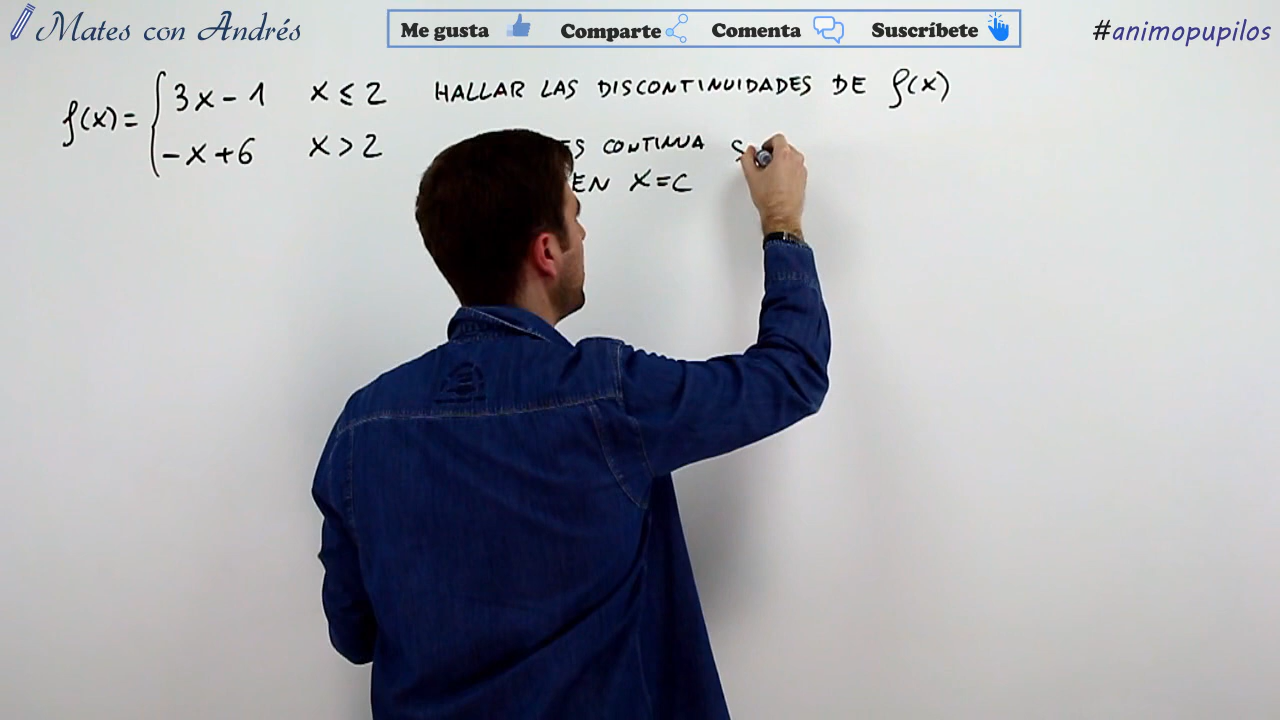 Mates con Andrés
Me gusta Comparte Comenta Suscríbete
#animopupilos
f(x)= { 3x-1 x ≤ 2
-x+6 x > 2
HALLAR LAS DISCONTINUIDADES DE f(x)
CONTINUA
EN X=C